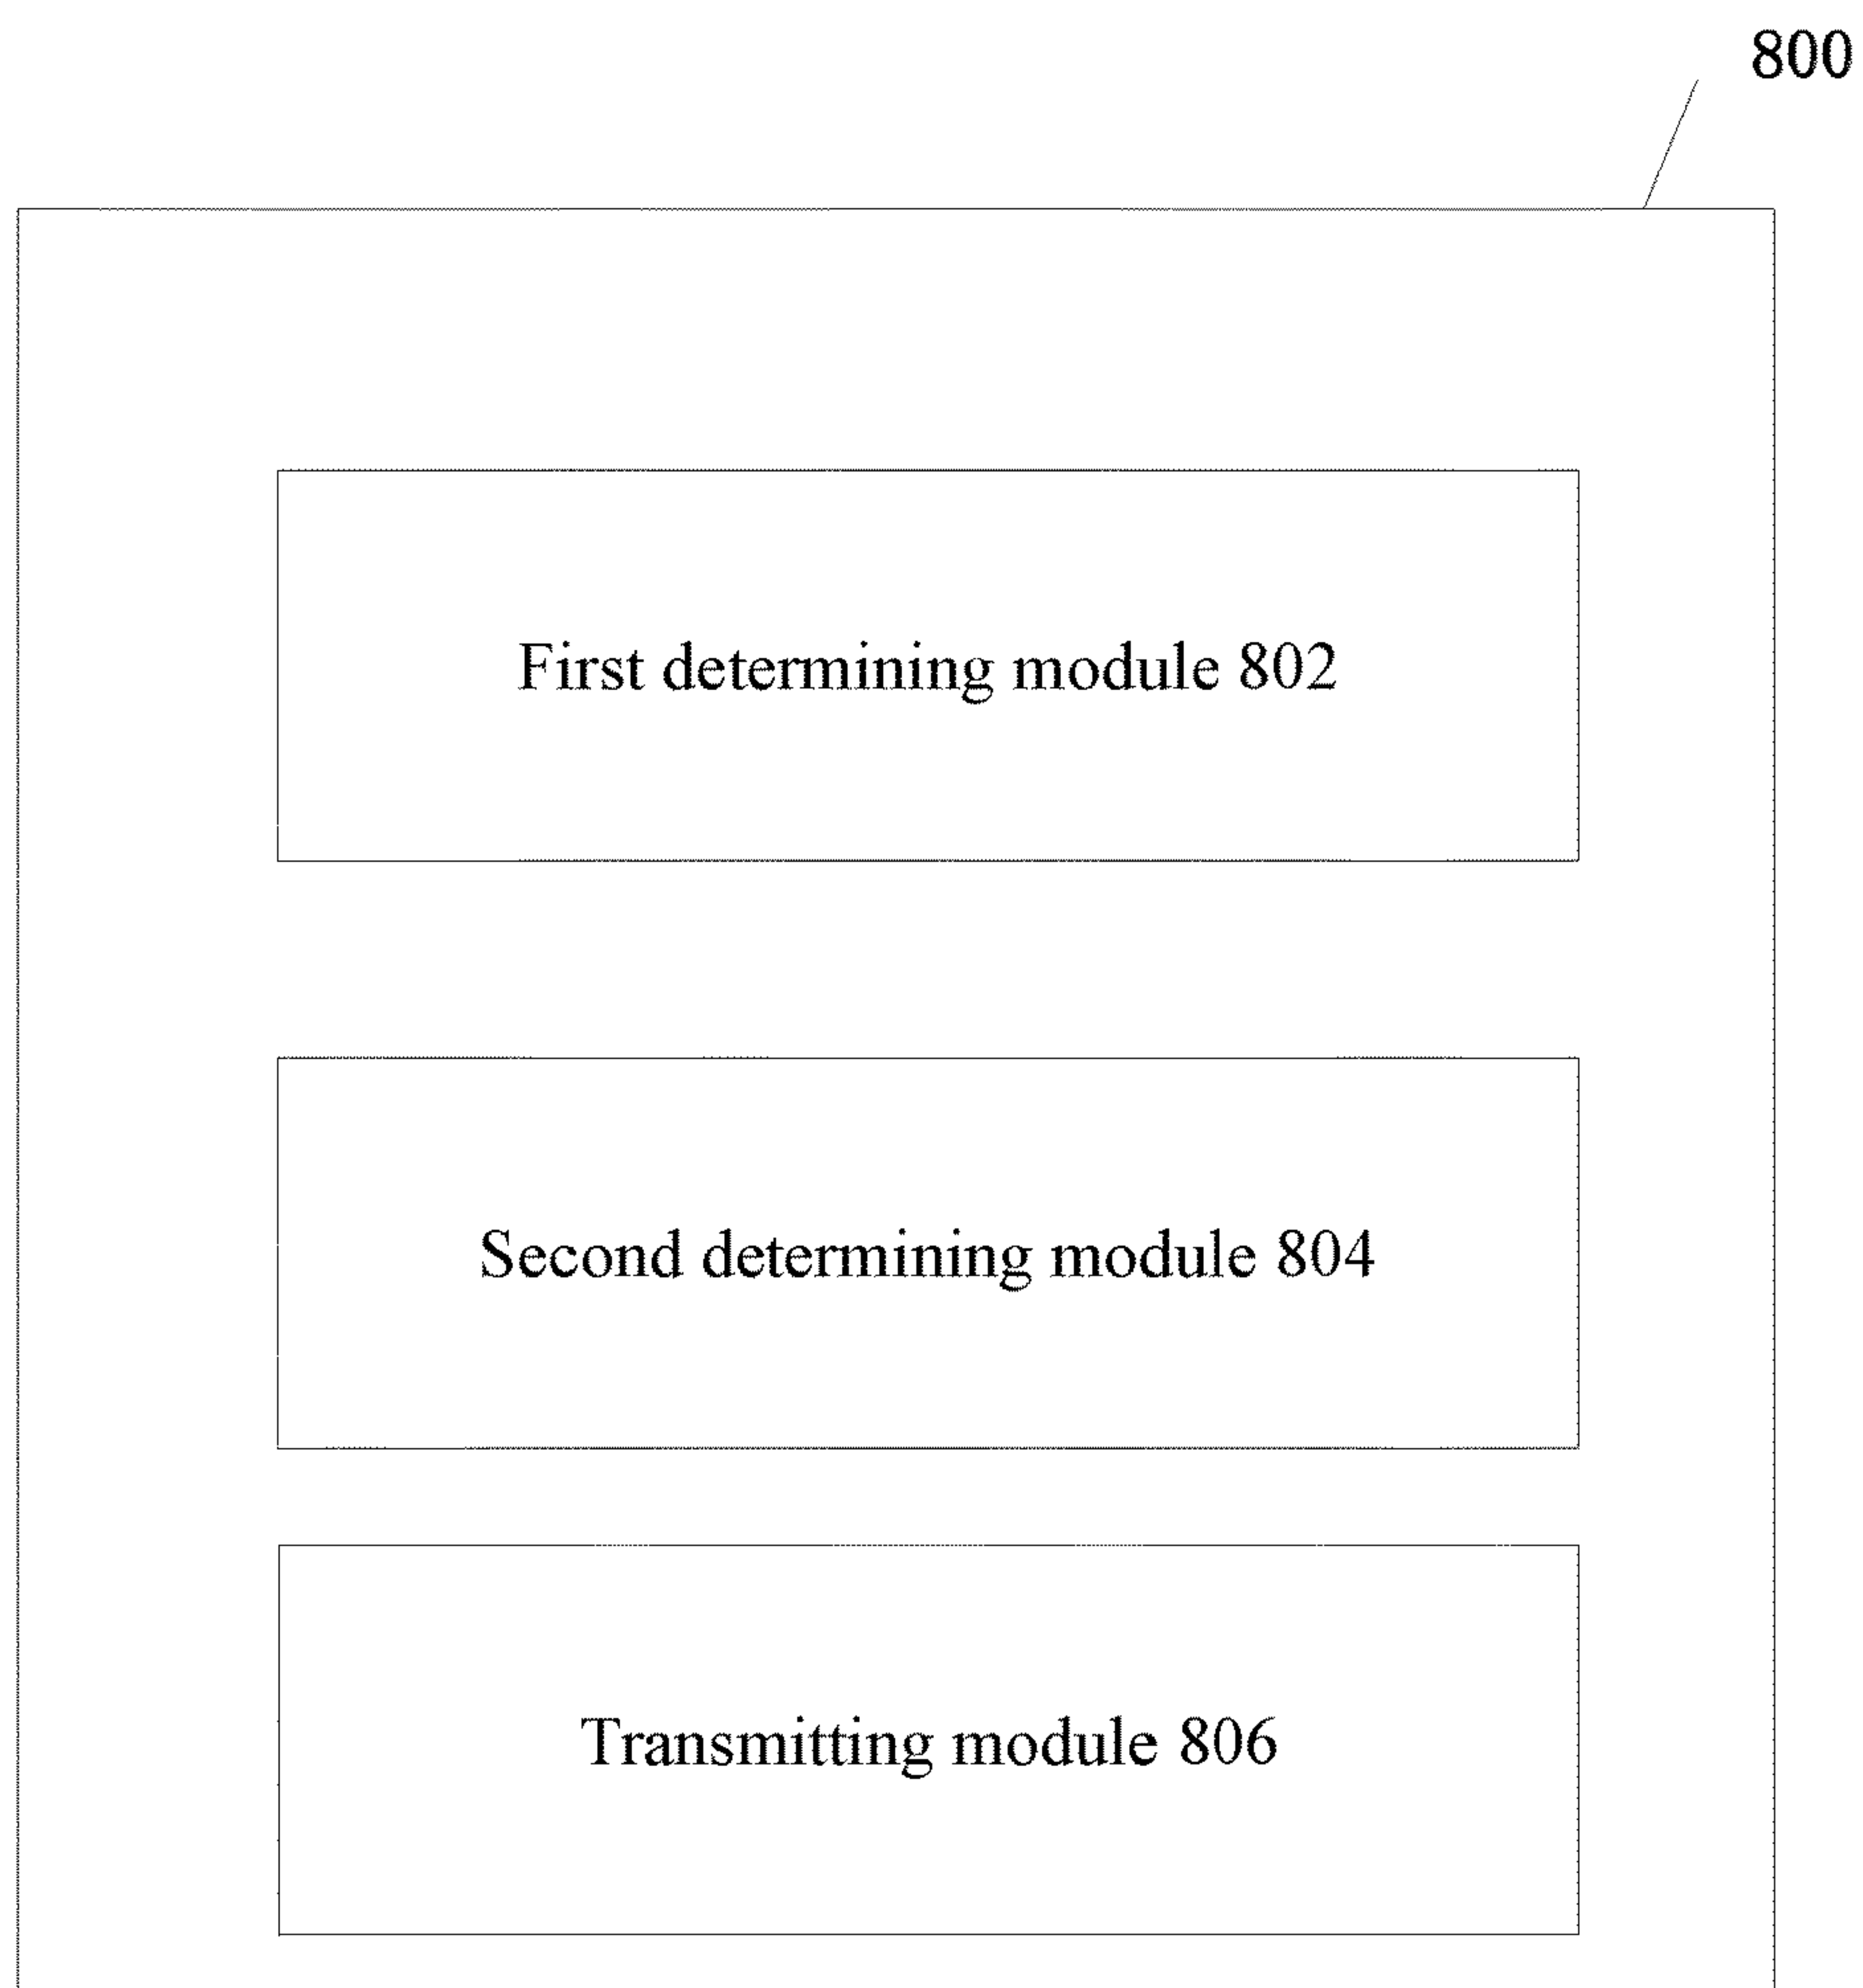 800
First determining module 802
Second determining module 804
Transmitting module 806